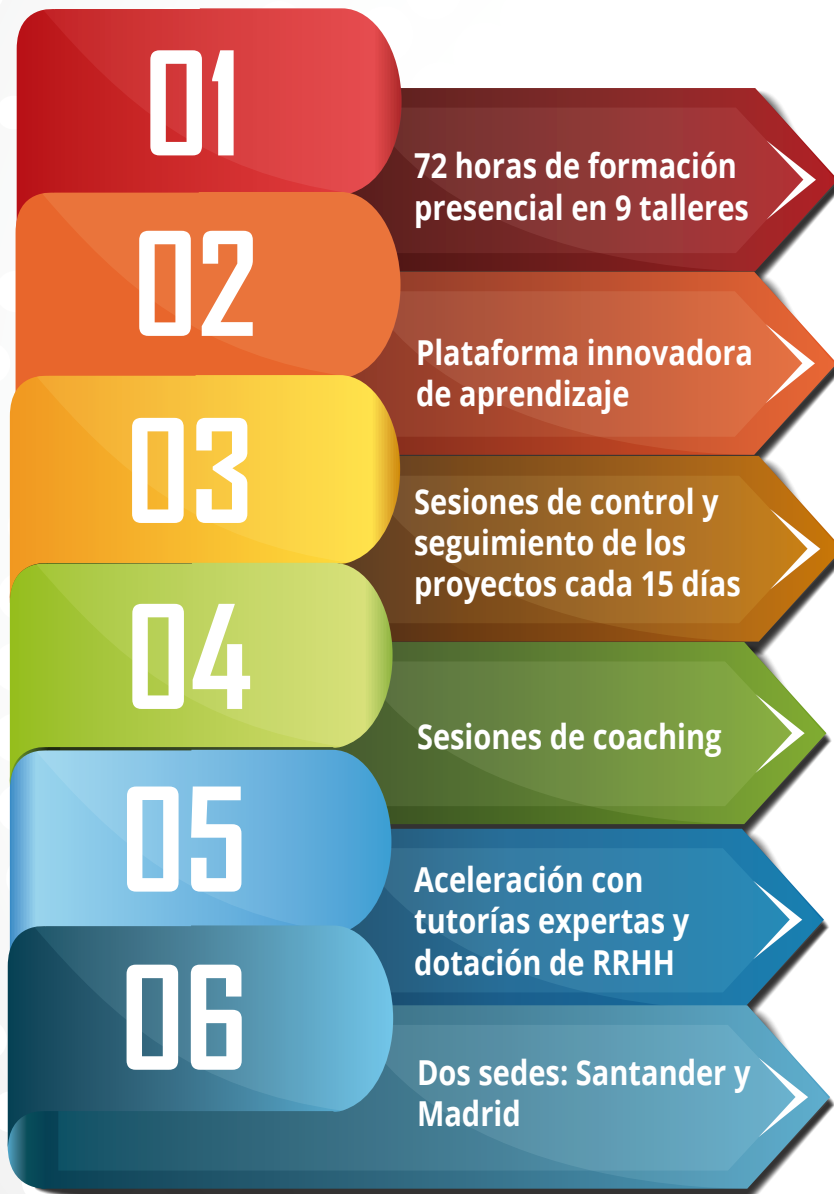 01
72 horas de formación
presencial en 9 talleres
02
Plataforma innovadora
de aprendizaje
03
Sesiones de control y
seguimiento de los
proyectos cada 15 días
04
Sesiones de coaching
05
Aceleración con
tutorías expertas y
dotación de RRHH
06
Dos sedes: Santander y
Madrid